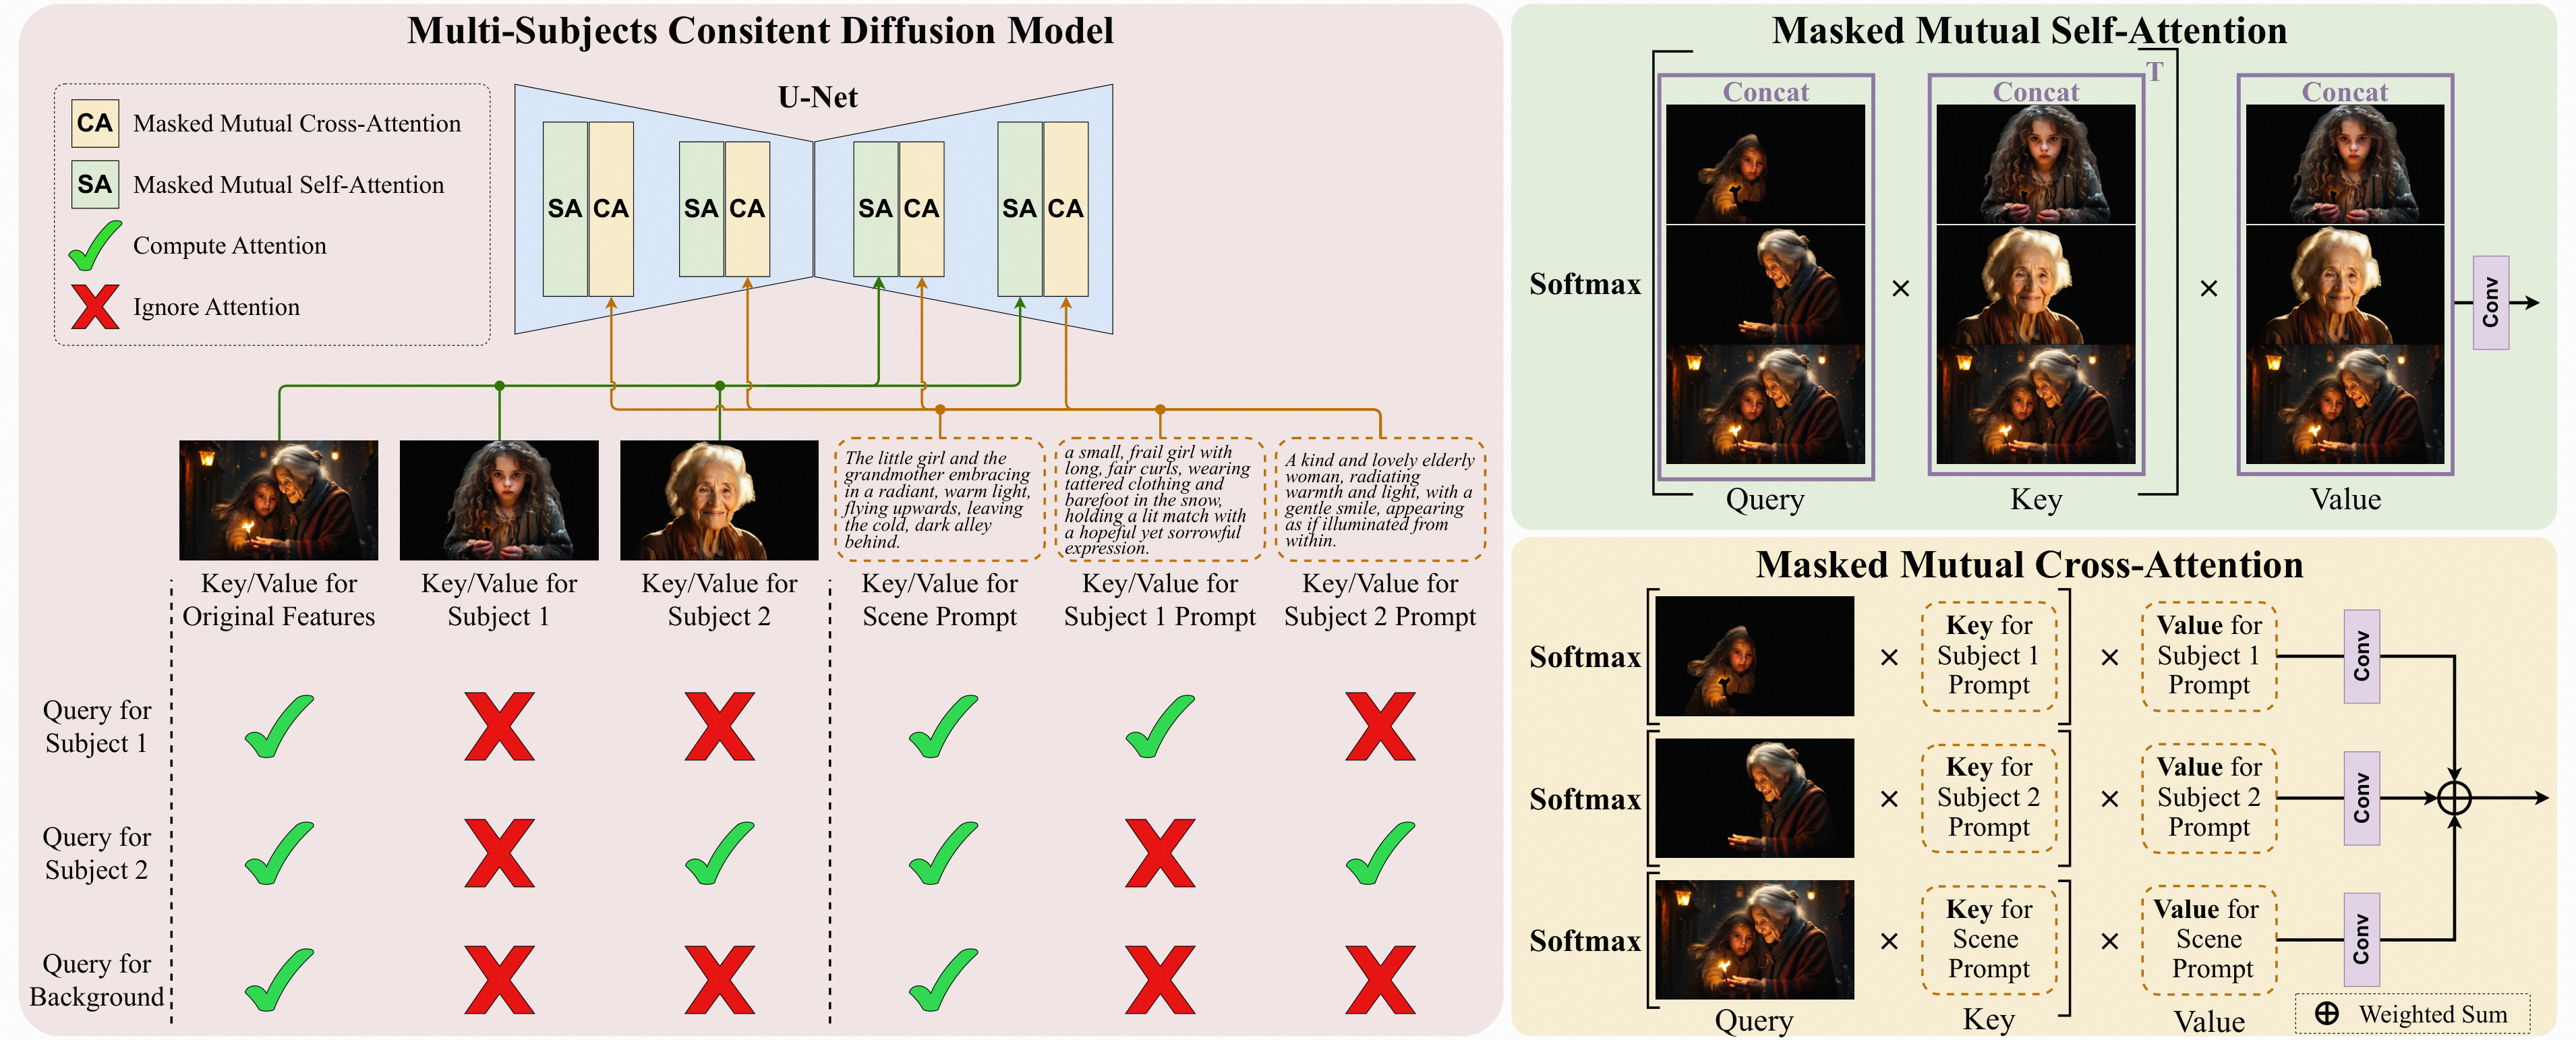 Multi-Subjects Consitent Diffusion Model
CA Masked Mutual Cross-Attention
SA Masked Mutual Self-Attention
Compute Attention
Ignore Attention
U-Net
SA CA SA CA SA CA SA CA
The little girl and the
grandmother embracing
in a radiant, warm light,
flying upwards, leaving
the cold, dark alley
behind.
a small, frail girl with
long, fair curls, wearing
tattered clothing and
barefoot in the snow,
holding a lit match with
a hopeful yet sorrowful
expression.
A kind and lovely elderly
woman, radiating
warmth and light, with a
gentle smile, appearing
as if illuminated from
within.
Key/Value for
Original Features
Key/Value for
Subject 1
Key/Value for
Subject 2
Key/Value for
Scene Prompt
Key/Value for
Subject 1 Prompt
Key/Value for
Subject 2 Prompt
Query for
Subject 1
Query for
Subject 2
Query for
Background
Masked Mutual Self-Attention
T
Concat Concat Concat
Softmax × × Conv
Query Key Value
Masked Mutual Cross-Attention
Softmax
×
Key for
Subject 1
Prompt
×
Value for
Subject 1
Prompt
Conv
Softmax
×
Key for
Subject 2
Prompt
×
Value for
Subject 2
Prompt
Conv
Softmax
×
Key for
Scene
Prompt
×
Value for
Scene
Prompt
Conv
Query Key Value
Weighted Sum